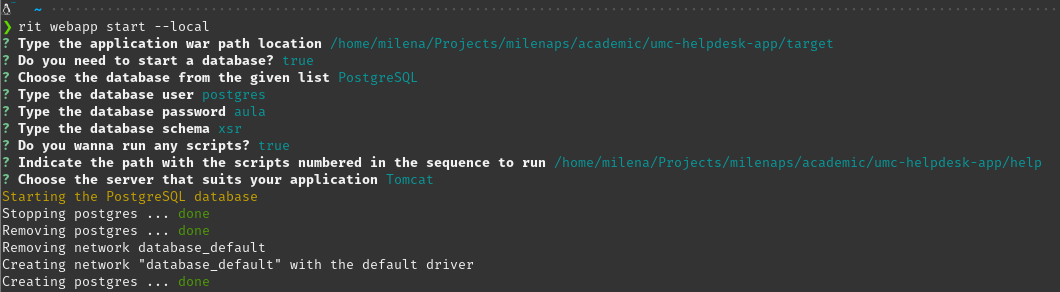 ~
❯ rit webapp start --local
? Type the application war path location /home/milena/Projects/milenaps/academic/umc-helpdesk-app/target
? Do you need to start a database? true
? Choose the database from the given list PostgreSQL
? Type the database user postgres
? Type the database password aula
? Type the database schema xsr
? Do you wanna run any scripts? true
? Indicate the path with the scripts numbered in the sequence to run /home/milena/Projects/milenaps/academic/umc-helpdesk-app/help
? Choose the server that suits your application Tomcat
Starting the PostgreSQL database
Stopping postgres ... done
Removing postgres ... done
Removing network database_default
Creating network "database_default" with the default driver
Creating postgres ... done